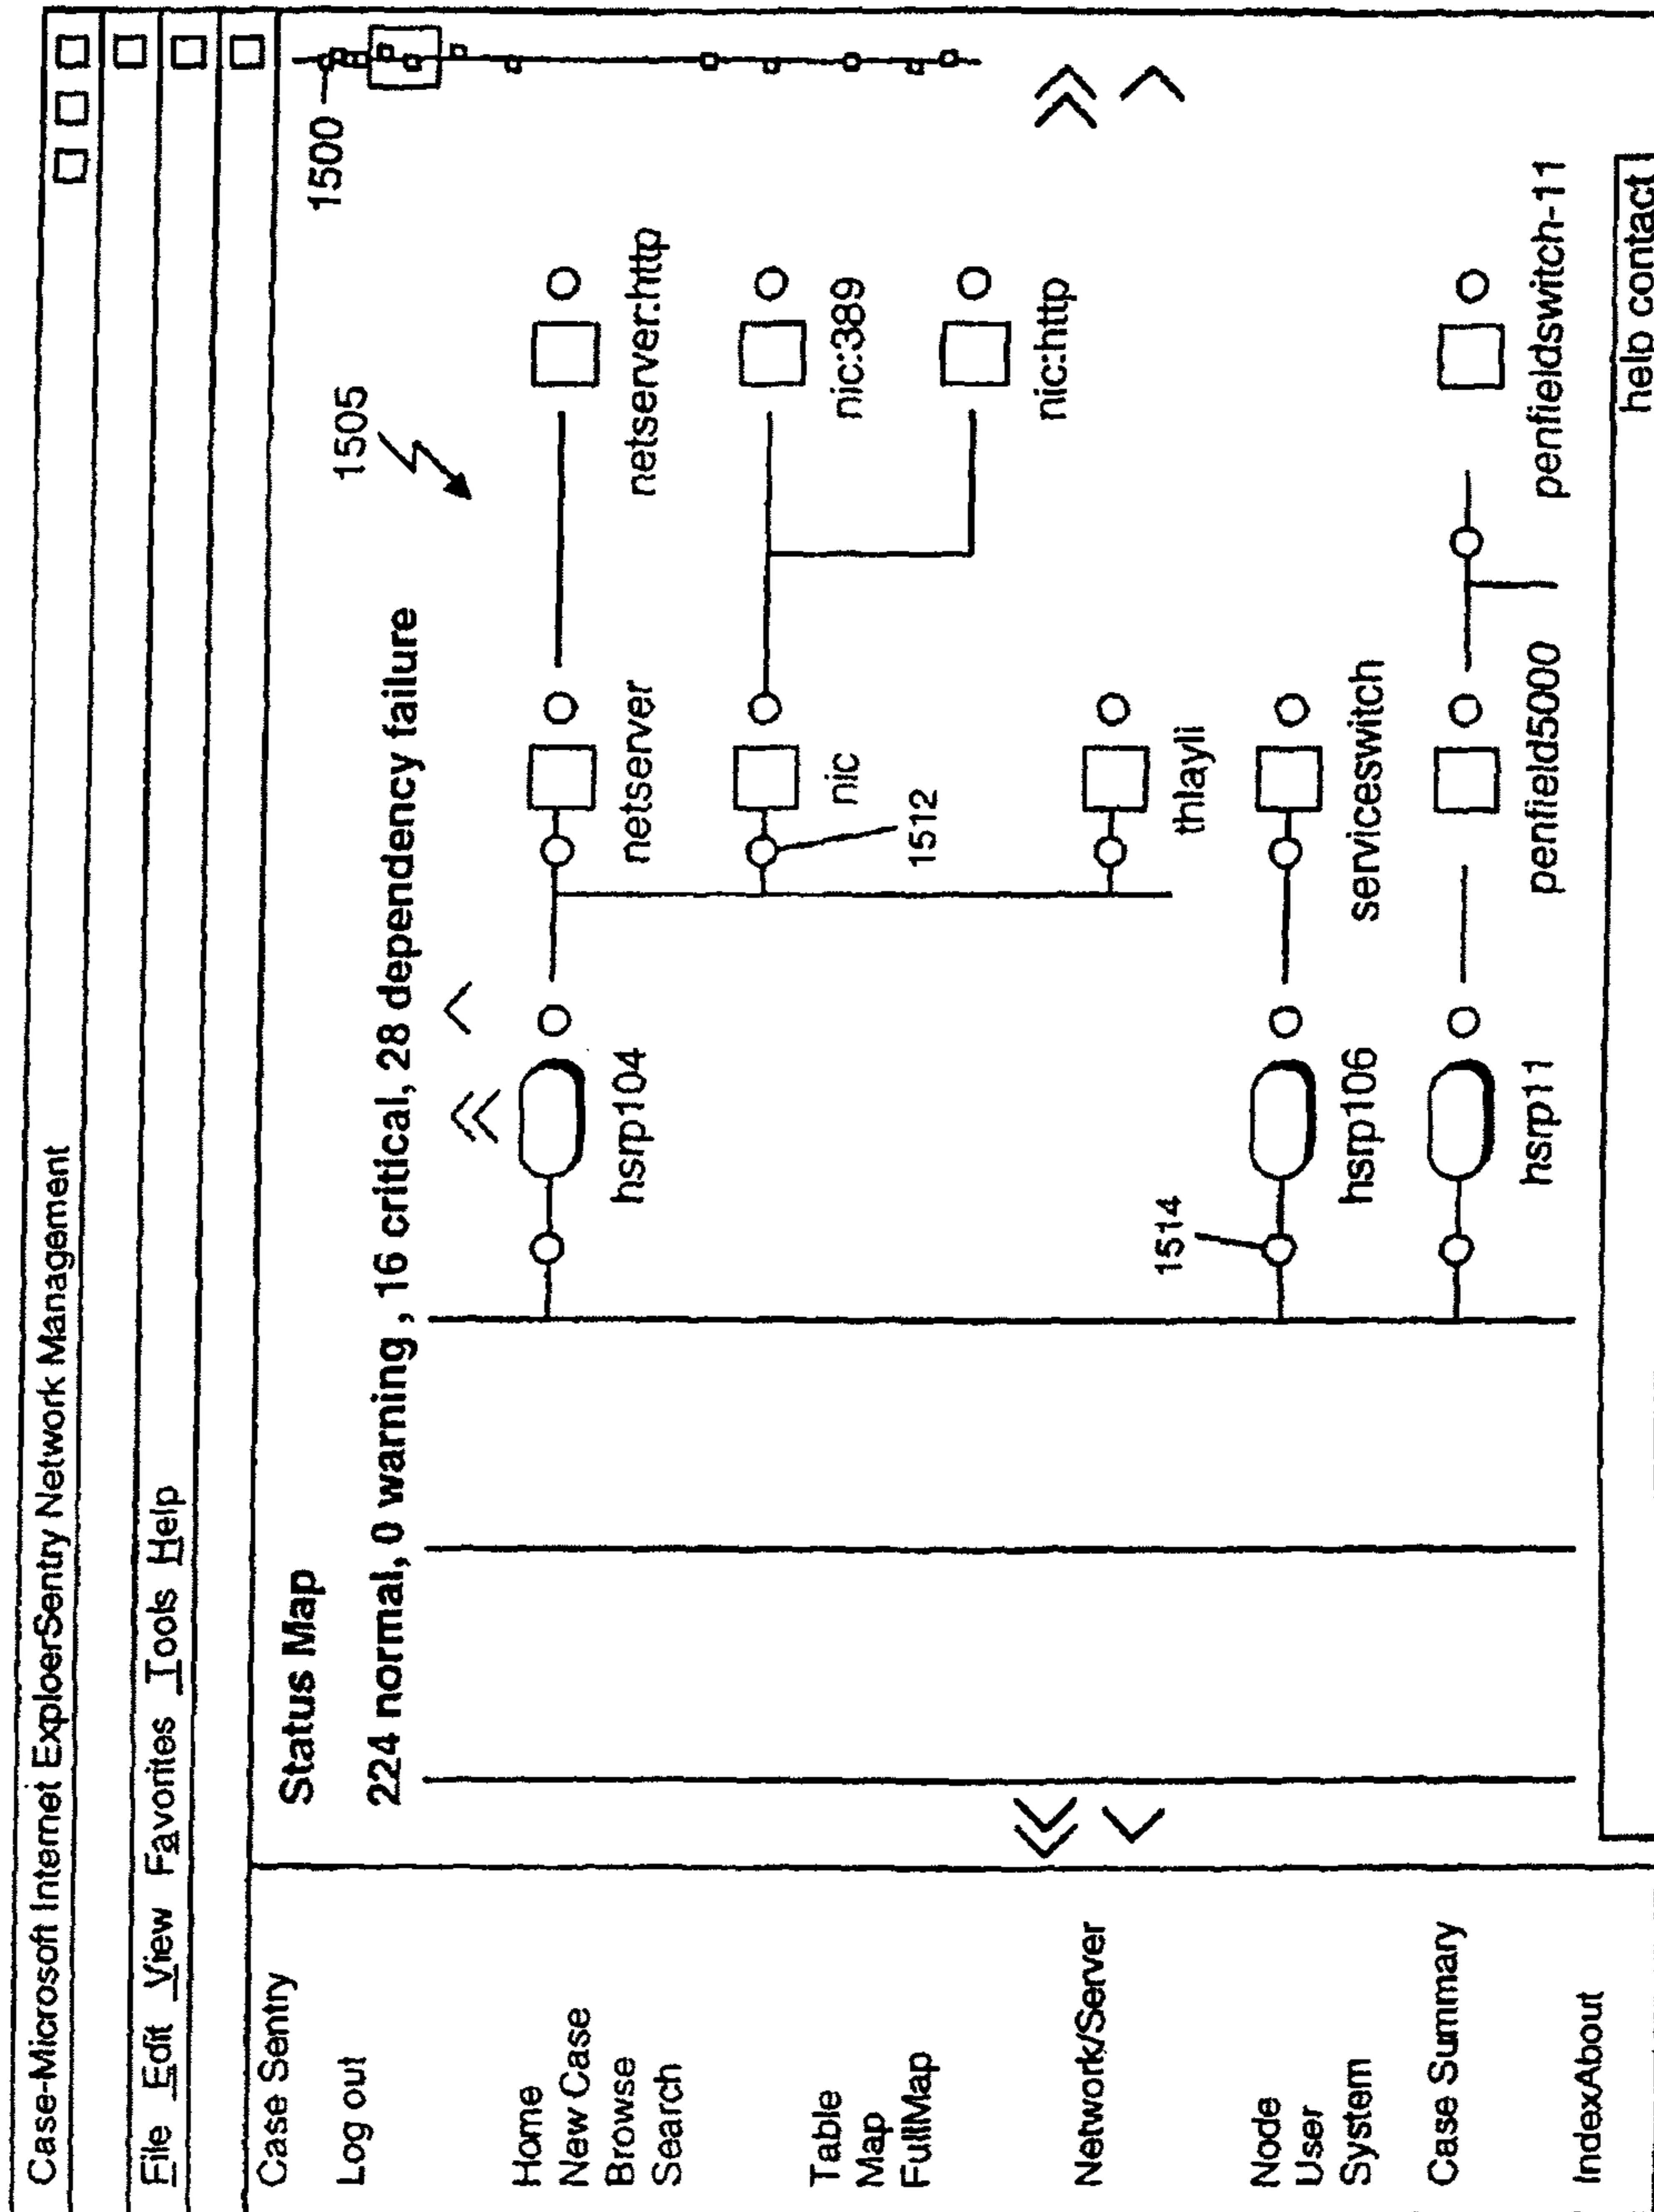 Case-Microsoft Internet ExploerSentry Network Management
File Edit View Favorites Tools Help
Case Sentry
Log out
Home
New Case
Browse
Search
Table
Map
FullMap
Network/Server
Node
User
System
Case Summary
IndexAbout
Status Map
224 normal, 0 warning , 16 critical, 28 dependency failure
1500
1505
hsrp104
netserver
netserver:http
nic
nic:389
1512
nic:http
thlayli
1514
hsrp106
serviceswitch
hsrp11
penfield5000
penfieldswitch-11
help contact